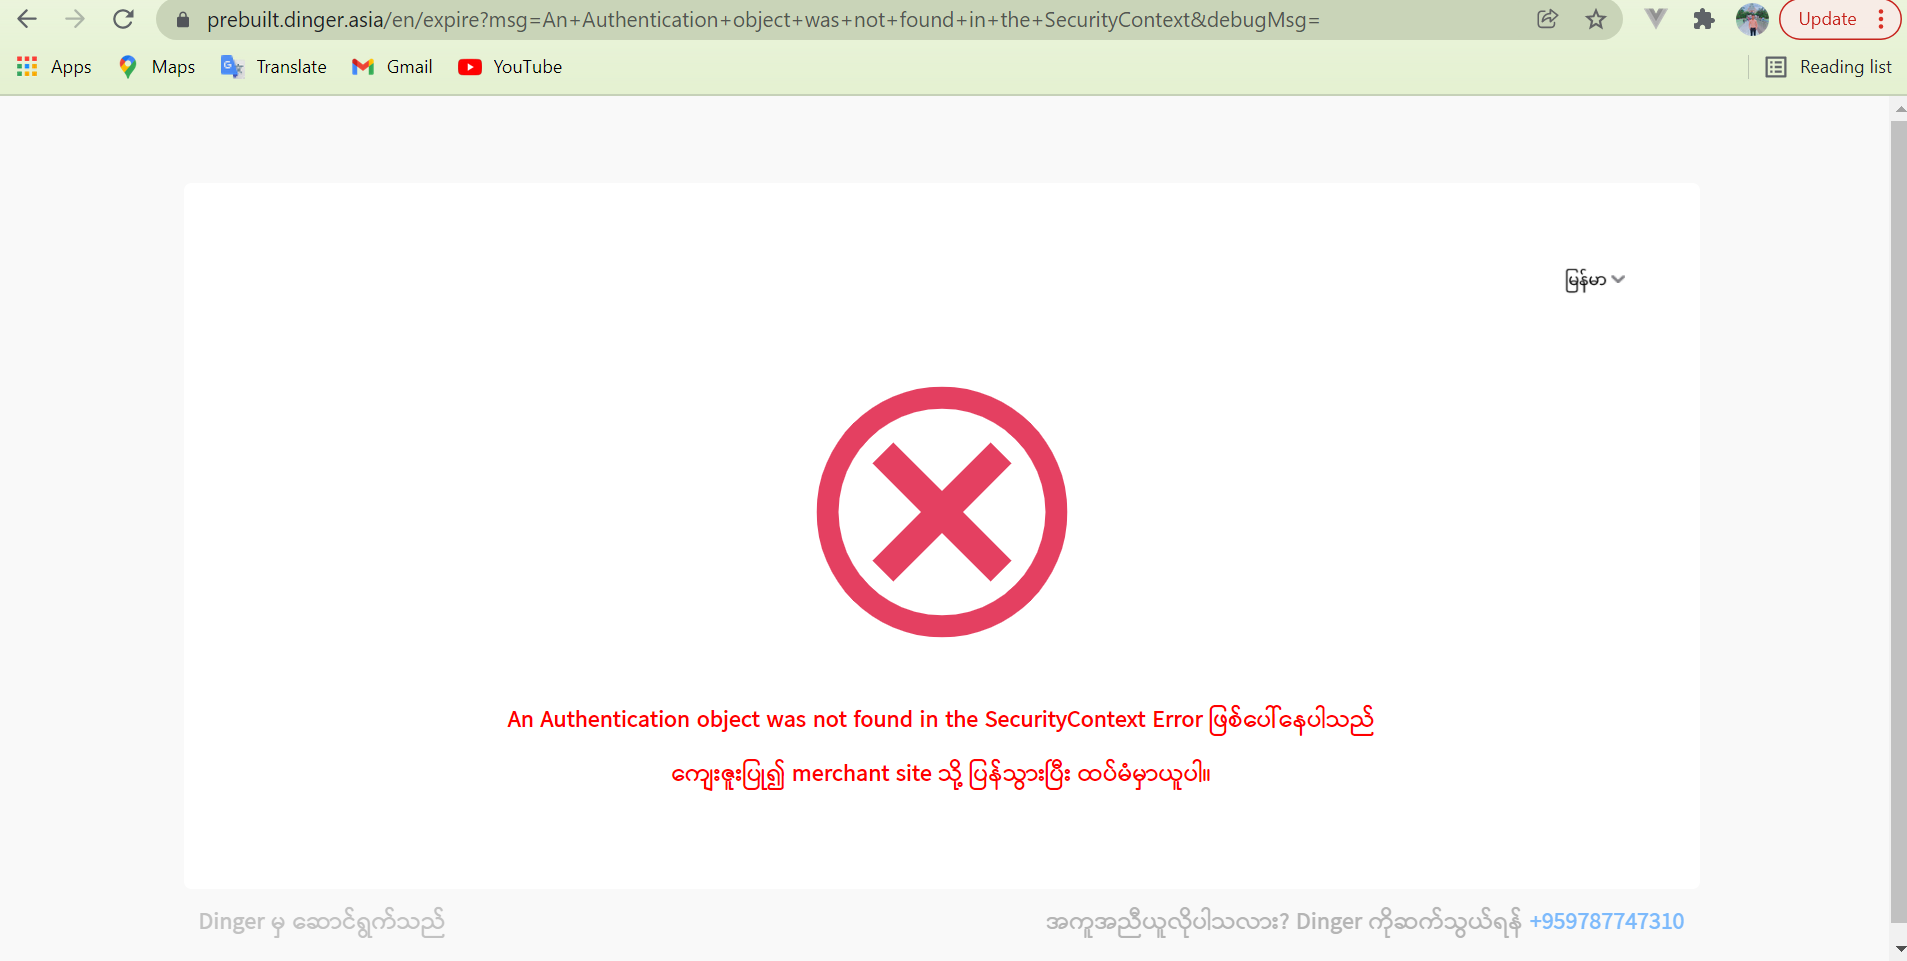 prebuilt.dinger.asia/en/expire?msg=An+Authentication+object+was+not+found+in+the+SecurityContext&debugMsg=
Update
Apps
Maps
Translate
Gmail
YouTube
Reading list
မြန်မာ
An Authentication object was not found in the SecurityContext Error ဖြစ်ပေါ်နေပါသည်
ကျေးဇူးပြု၍ merchant site သို့ ပြန်သွားပြီး ထပ်မံမှာယူပါ။
Dinger မှ ဆောင်ရွက်သည်
အကူအညီယူလိုပါသလား? Dinger ကိုဆက်သွယ်ရန် +959787747310